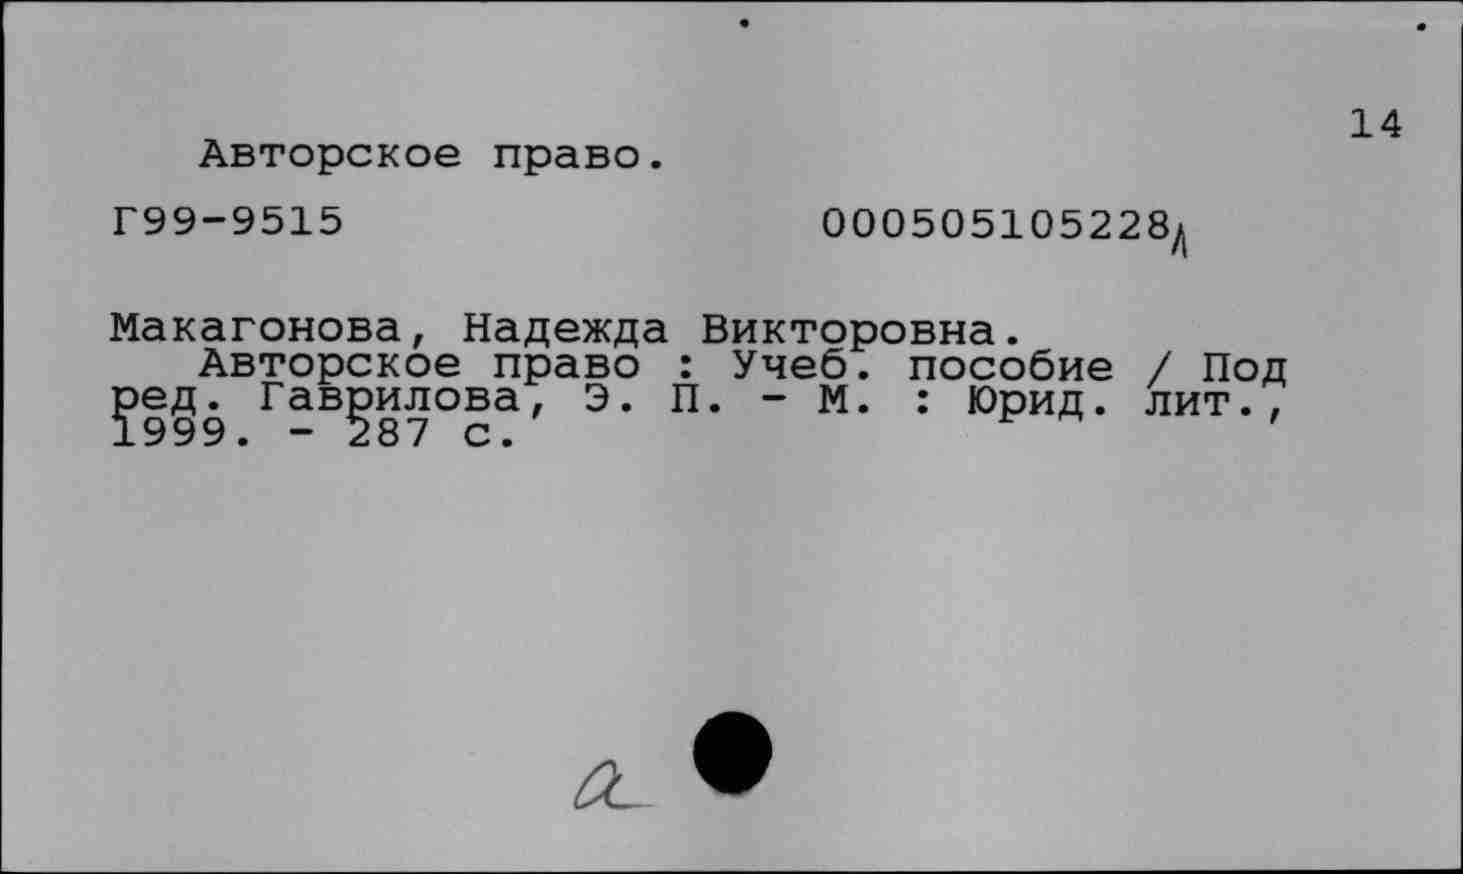 14
Авторское право.
Г99-9515 000505105228д
Макагонова, Надежда Викторовна.
Авторское право : Учеб. пособие / Под
ред. Гаврилова, Э. П. - М. : Юрид. лит.,
1999. - 287 с.
а